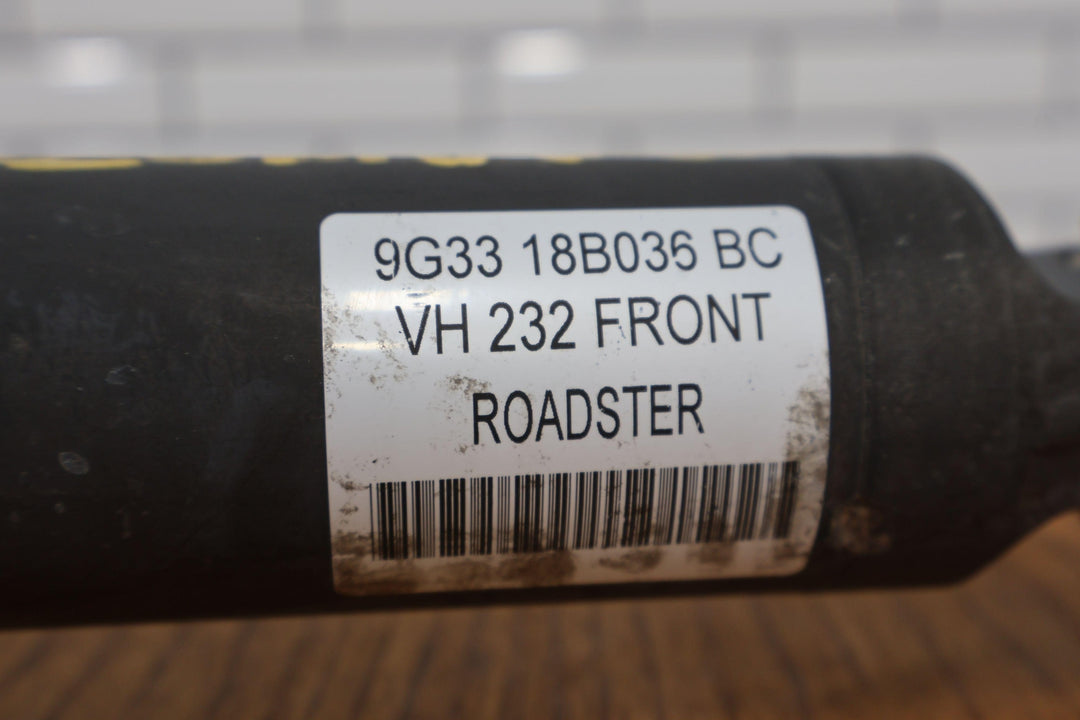 9G33 18B036 BC
VH 232 FRONT
ROADSTER